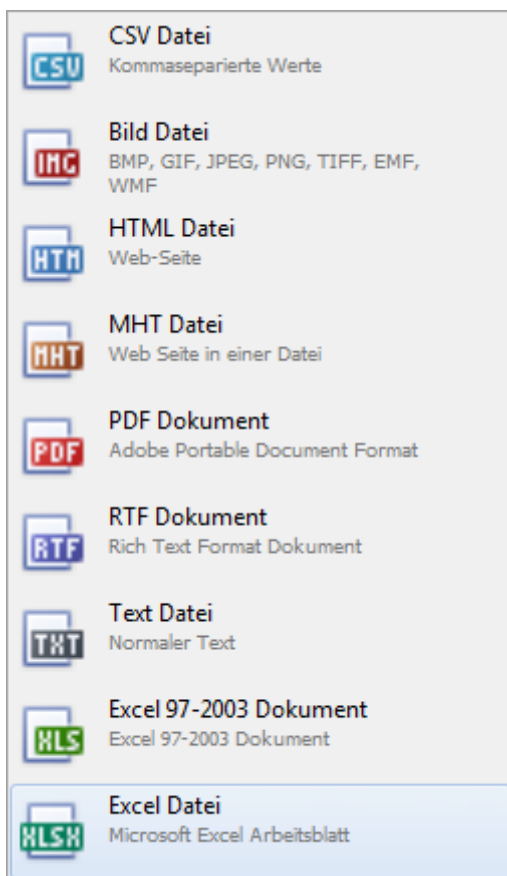 CSV Datei
CSV
Kommaseparierte Werte
Bild Datei
IMG
BMP, GIF, JPEG, PNG, TIFF, EMF,
WMF
HTML Datei
HTM
Web-Seite
MHT Datei
MHT
Web Seite in einer Datei
PDF Dokument
PDF
Adobe Portable Document Format
RTF Dokument
RTF
Rich Text Format Dokument
Text Datei
TXT
Normaler Text
Excel 97-2003 Dokument
XLS
Excel 97-2003 Dokument
Excel Datei
XLSX
Microsoft Excel Arbeitsblatt